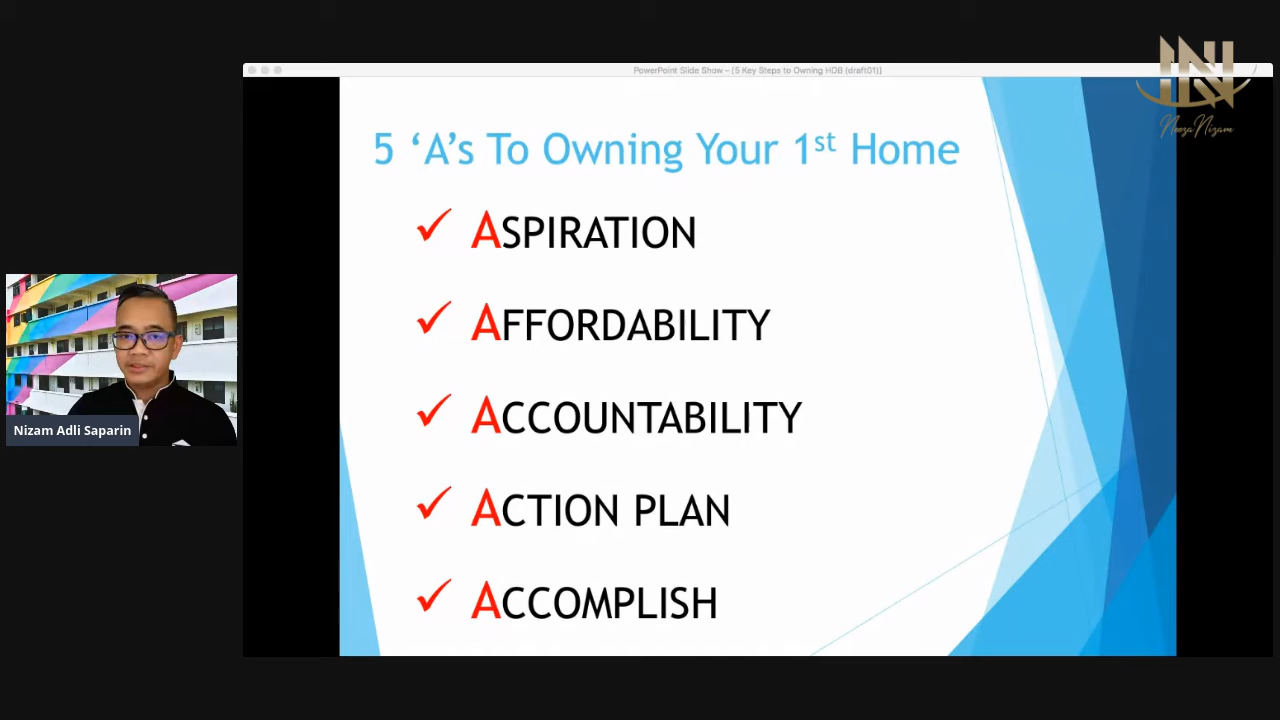 PowerPoint Slide Show – [5 Key Steps to Owning HDB (draft01)]
NeezaNizam
5 ‘A’s To Owning Your 1st Home
ASPIRATION
AFFORDABILITY
ACCOUNTABILITY
ACTION PLAN
ACCOMPLISH
Nizam Adli Saparin